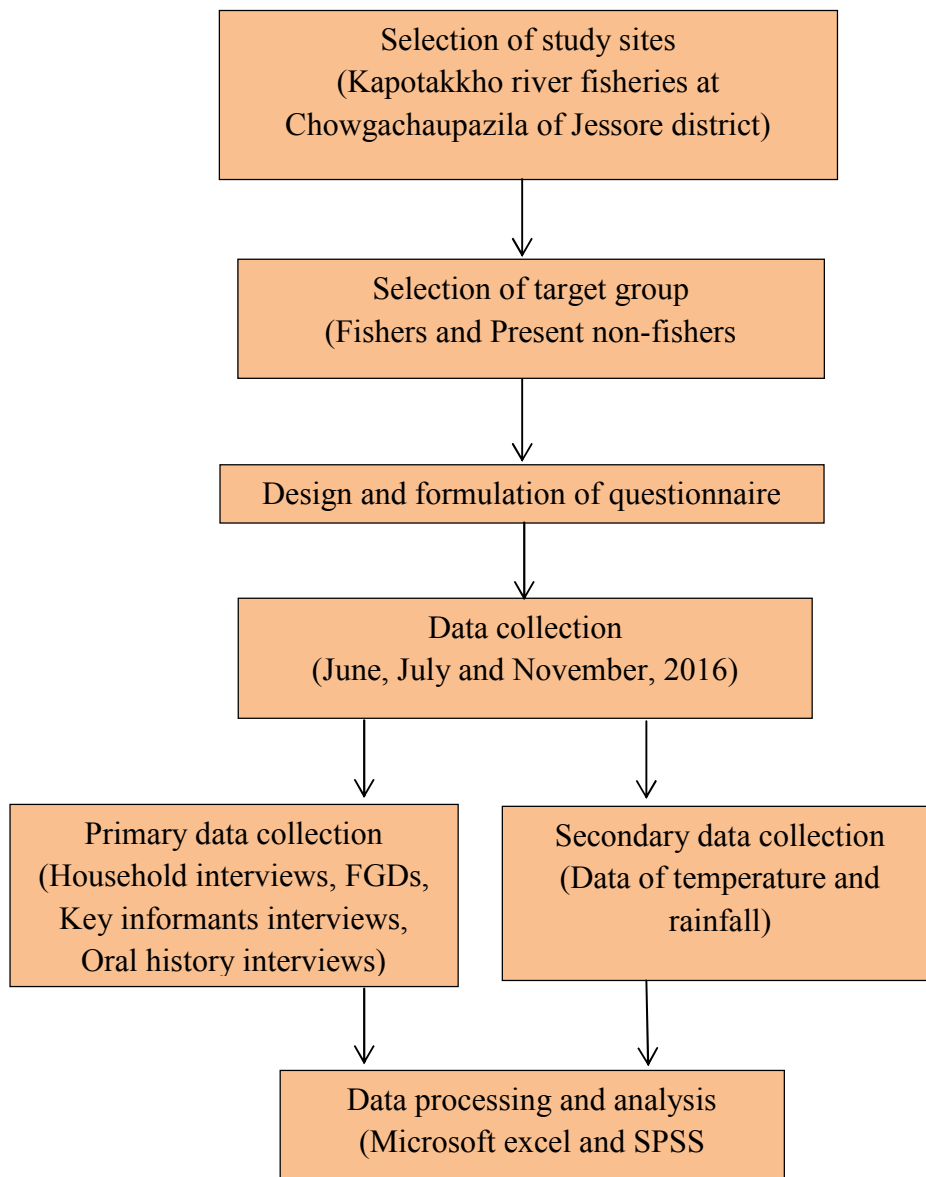 Selection of study sites
(Kapotakkho river fisheries at
Chowgachaupazila of Jessore district)
Selection of target group
(Fishers and Present non-fishers
Design and formulation of questionnaire
Data collection
(June, July and November, 2016)
Primary data collection
(Household interviews, FGDs,
Key informants interviews,
Oral history interviews)
Secondary data collection
(Data of temperature and
rainfall)
Data processing and analysis
(Microsoft excel and SPSS